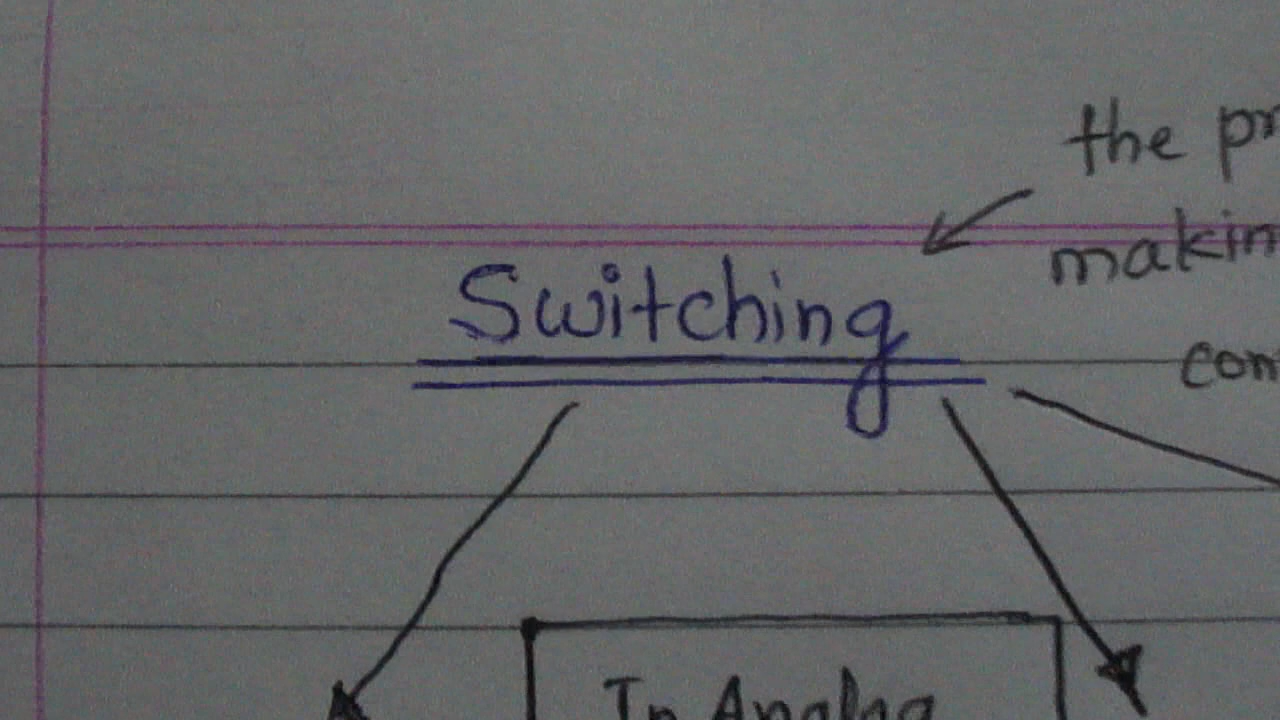 the pr
makin
Switching
con
In Analog